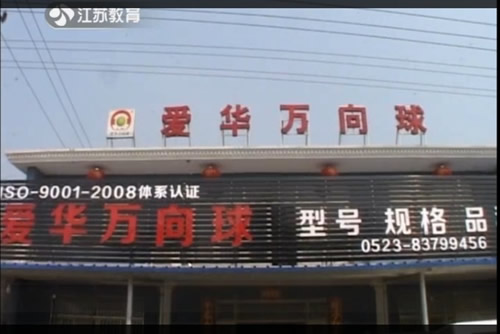 江苏教育
爱华万向球
ISO-9001-2008体系认证
爱华万向球
型号 规格 品
0523-83799456